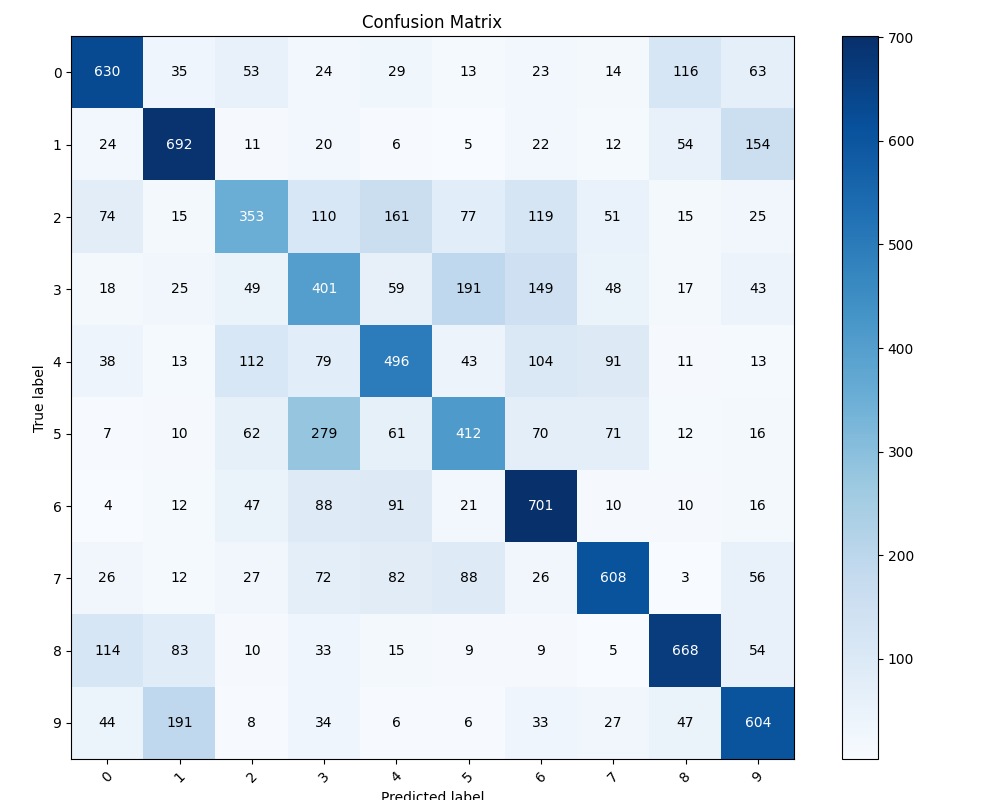 Confusion Matrix
0 630 35 53 24 29 13 23 14 116 63
1 24 692 11 20 6 5 22 12 54 154
2 74 15 353 110 161 77 119 51 15 25
3 18 25 49 401 59 191 149 48 17 43
4 38 13 112 79 496 43 104 91 11 13
5 7 10 62 279 61 412 70 71 12 16
6 4 12 47 88 91 21 701 10 10 16
7 26 12 27 72 82 88 26 608 3 56
8 114 83 10 33 15 9 9 5 668 54
9 44 191 8 34 6 6 33 27 47 604
0 1 2 3 4 5 6 7 8 9
True label
Predicted label
700
600
500
400
300
200
100